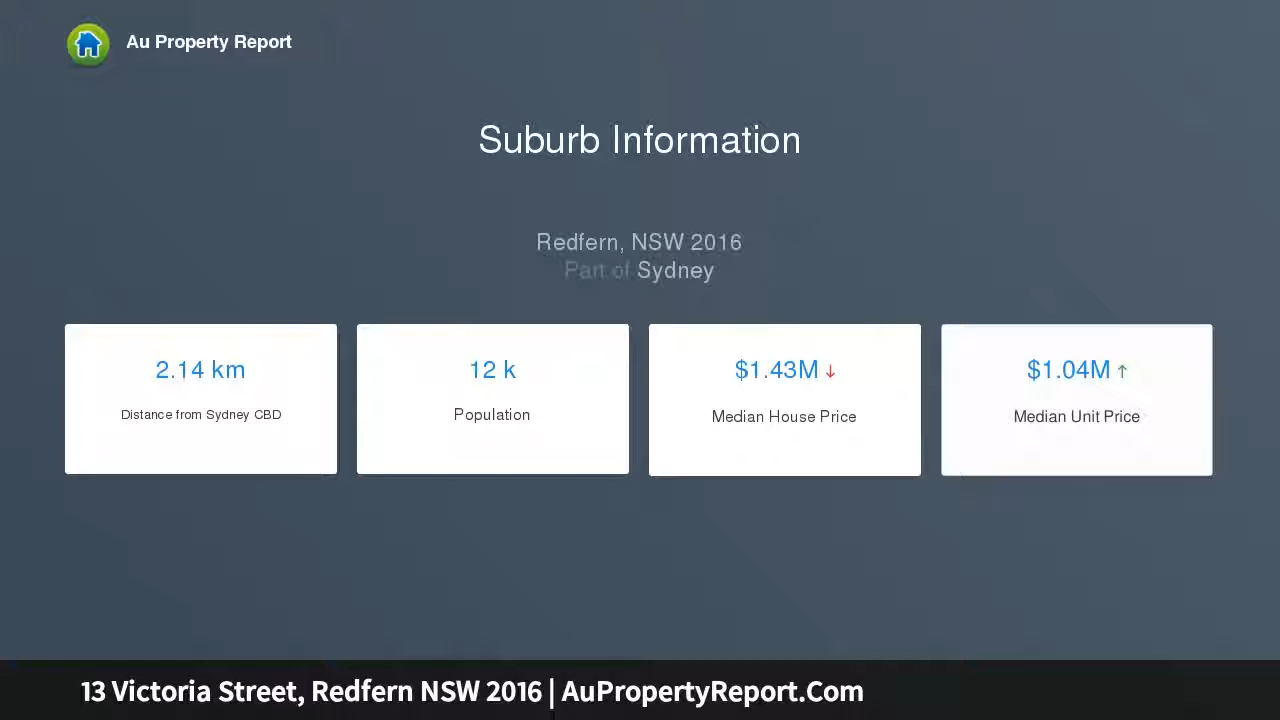 Au Property Report
Suburb Information
Redfern, NSW 2016
Part of Sydney
2.14 km
Distance from Sydney CBD
12 k
Population
$1.43M ↓
Median House Price
$1.04M ↑
Median Unit Price
13 Victoria Street, Redfern NSW 2016 | AuPropertyReport.Com